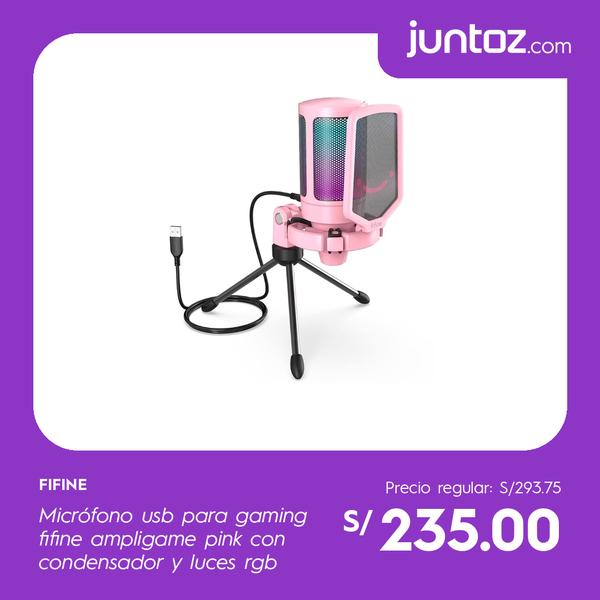 juntoz.com
FIFINE
Micrófono usb para gaming
fifine ampligame pink con
condensador y luces rgb
Precio regular: S/293.75
S/ 235.00